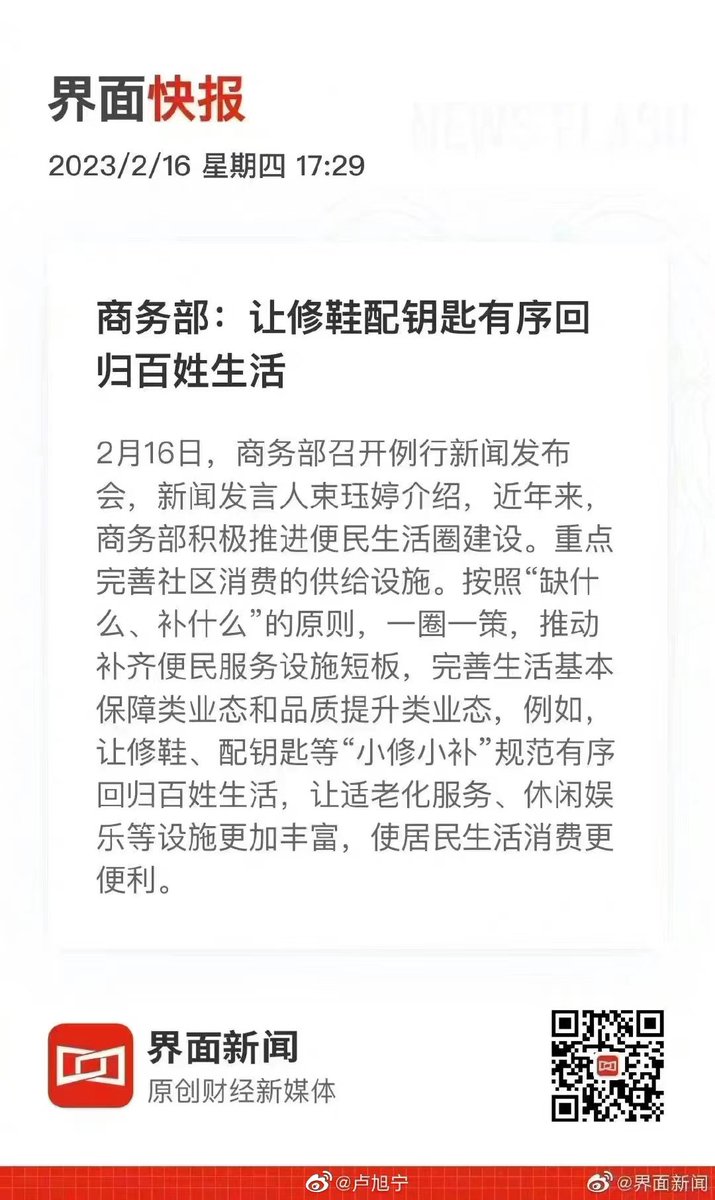 界面快报
NEWS FLASH
2023/2/16 星期四 17:29
商务部：让修鞋配钥匙有序回
归百姓生活
2月16日，商务部召开例行新闻发布
会，新闻发言人束珏婷介绍，近年来，
商务部积极推进便民生活圈建设。重点
完善社区消费的供给设施。按照“缺什
么、补什么”的原则，一圈一策，推动
补齐便民服务设施短板，完善生活基本
保障类业态和品质提升类业态，例如，
让修鞋、配钥匙等“小修小补”规范有序
回归百姓生活，让适老化服务、休闲娱
乐等设施更加丰富，使居民生活消费更
便利。
界面新闻
原创财经新媒体
@卢旭宁
@界面新闻